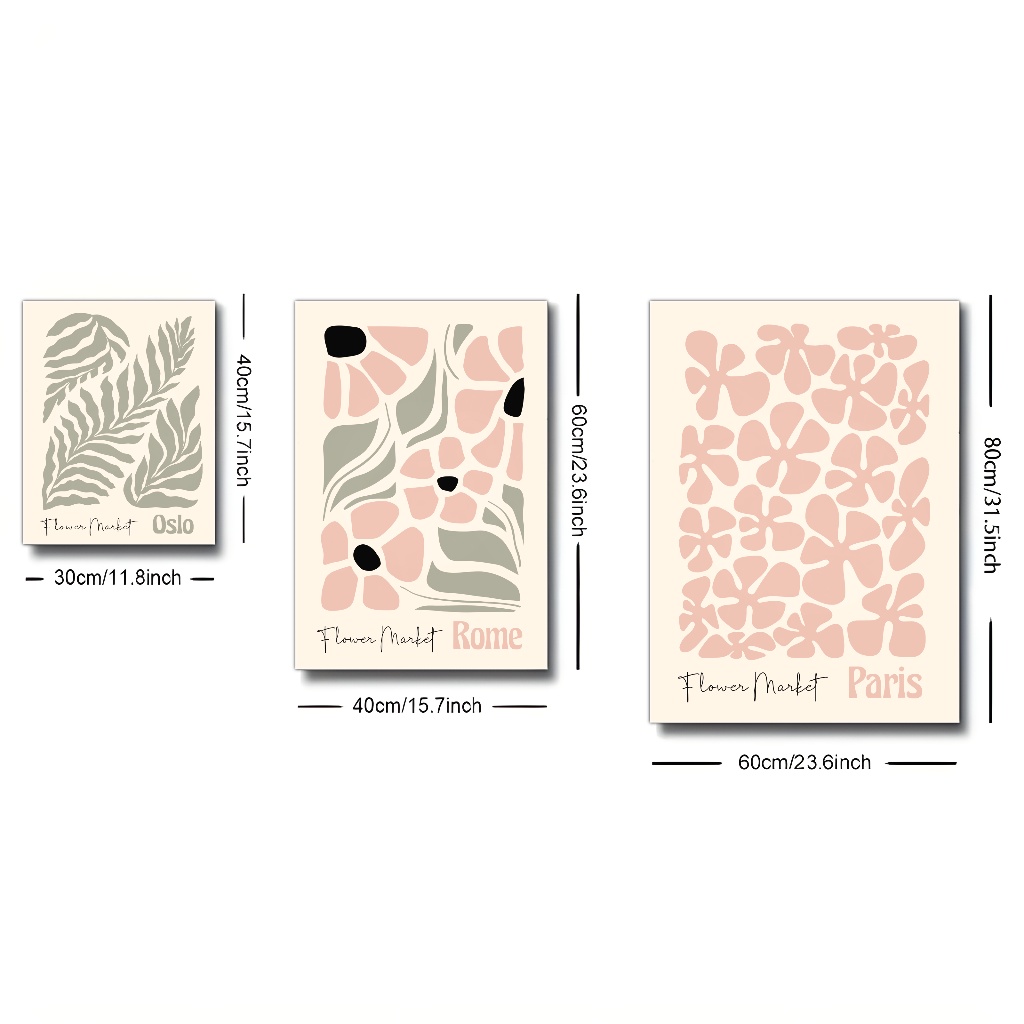 Flower Market Oslo
40cm/15.7inch
30cm/11.8inch
Flower Market Rome
60cm/23.6inch
40cm/15.7inch
Flower Market Paris
80cm/31.5inch
60cm/23.6inch